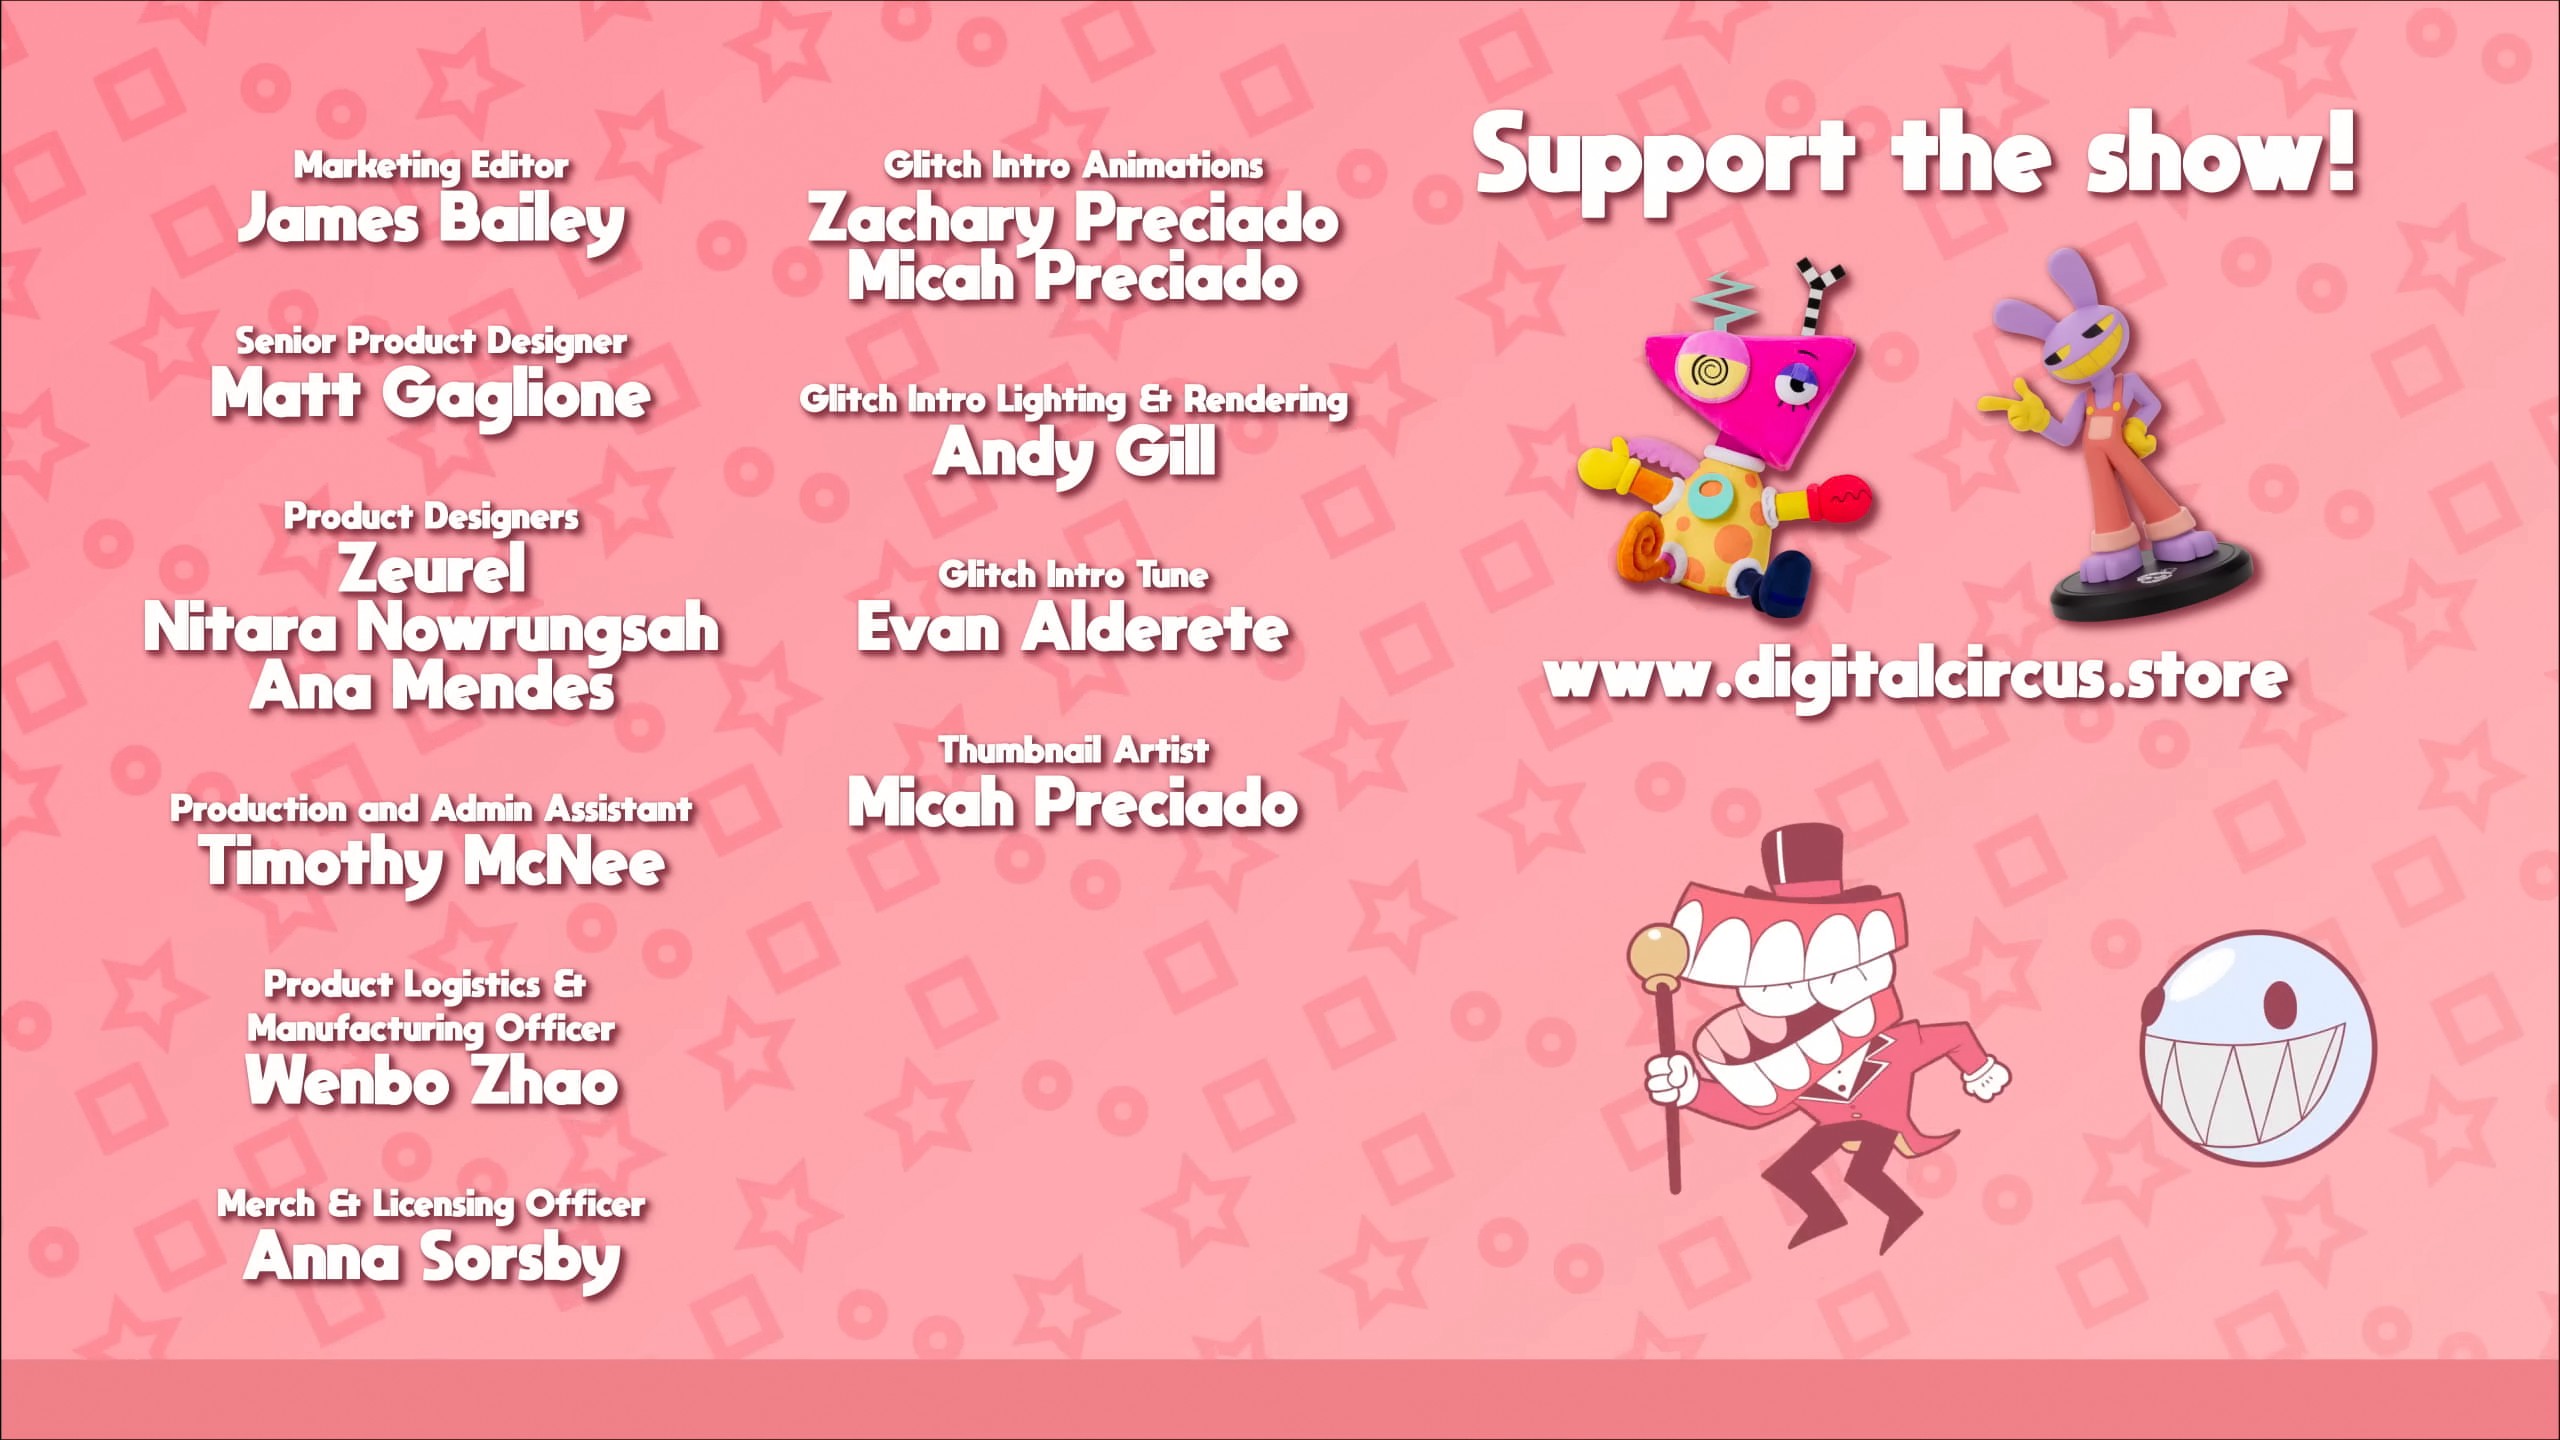 Marketing Editor
James Bailey
Senior Product Designer
Matt Gaglione
Product Designers
Zeurel
Nitara Nowrungsah
Ana Mendes
Production and Admin Assistant
Timothy McNee
Product Logistics &
Manufacturing Officer
Wenbo Zhao
Merch & Licensing Officer
Anna Sorsby
Glitch Intro Animations
Zachary Preciado
Micah Preciado
Glitch Intro Lighting & Rendering
Andy Gill
Glitch Intro Tune
Evan Alderete
Thumbnail Artist
Micah Preciado
Support the show!
www.digitalcircus.store